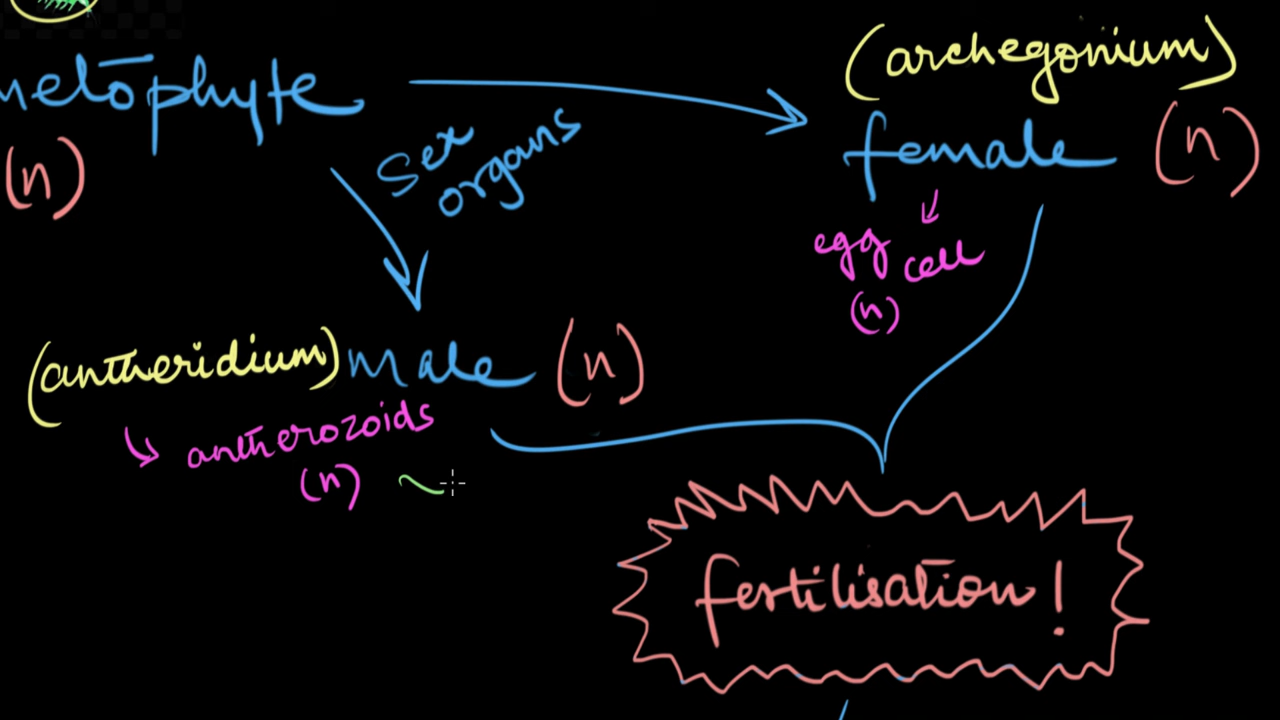 (archegonium)
metophyte
female (n)
(n)
sex
organs
egg cell
(n)
(antheridium) male (n)
antherozoids
(n)
fertilisation!